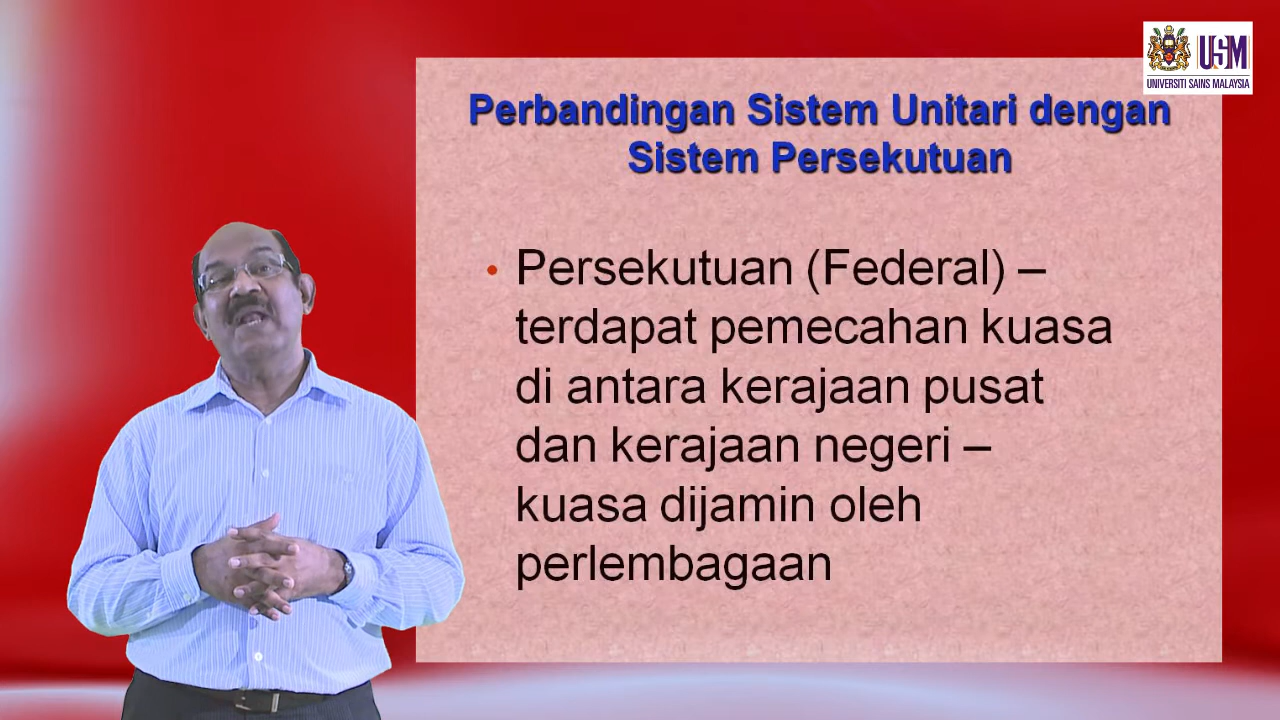 USM
UNIVERSITI SAINS MALAYSIA
Perbandingan Sistem Unitari dengan
Sistem Persekutuan
• Persekutuan (Federal) –
terdapat pemecahan kuasa
di antara kerajaan pusat
dan kerajaan negeri –
kuasa dijamin oleh
perlembagaan